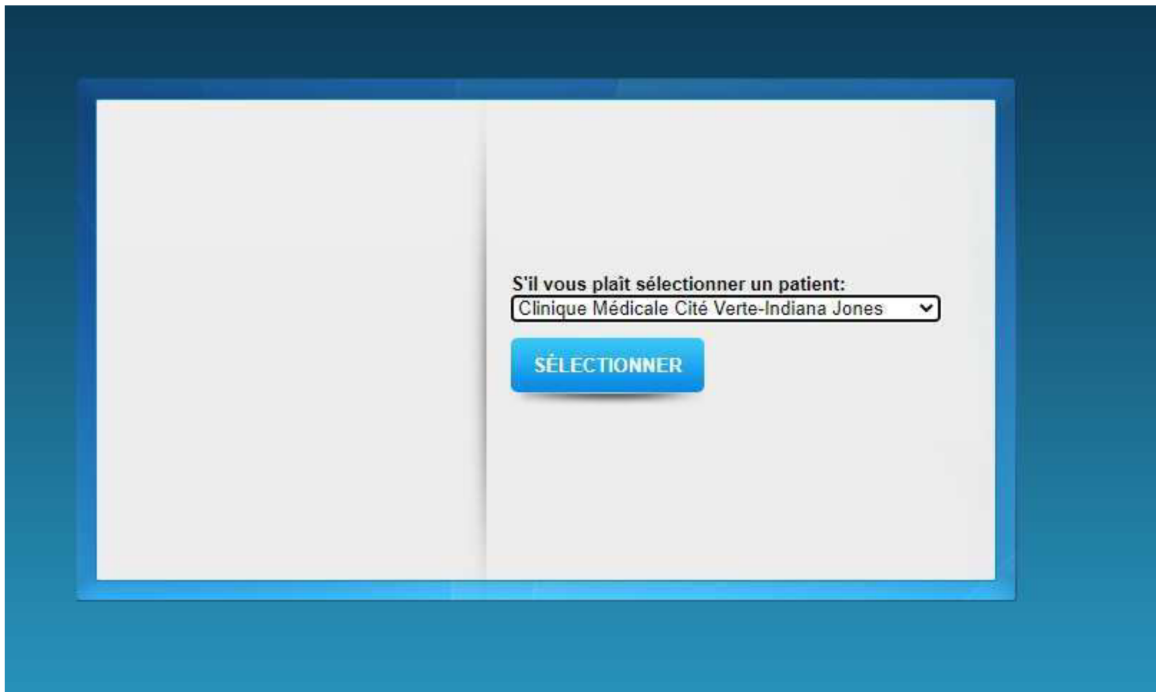 S'il vous plaît sélectionner un patient:
Clinique Médicale Cité Verte-Indiana Jones
SÉLECTIONNER